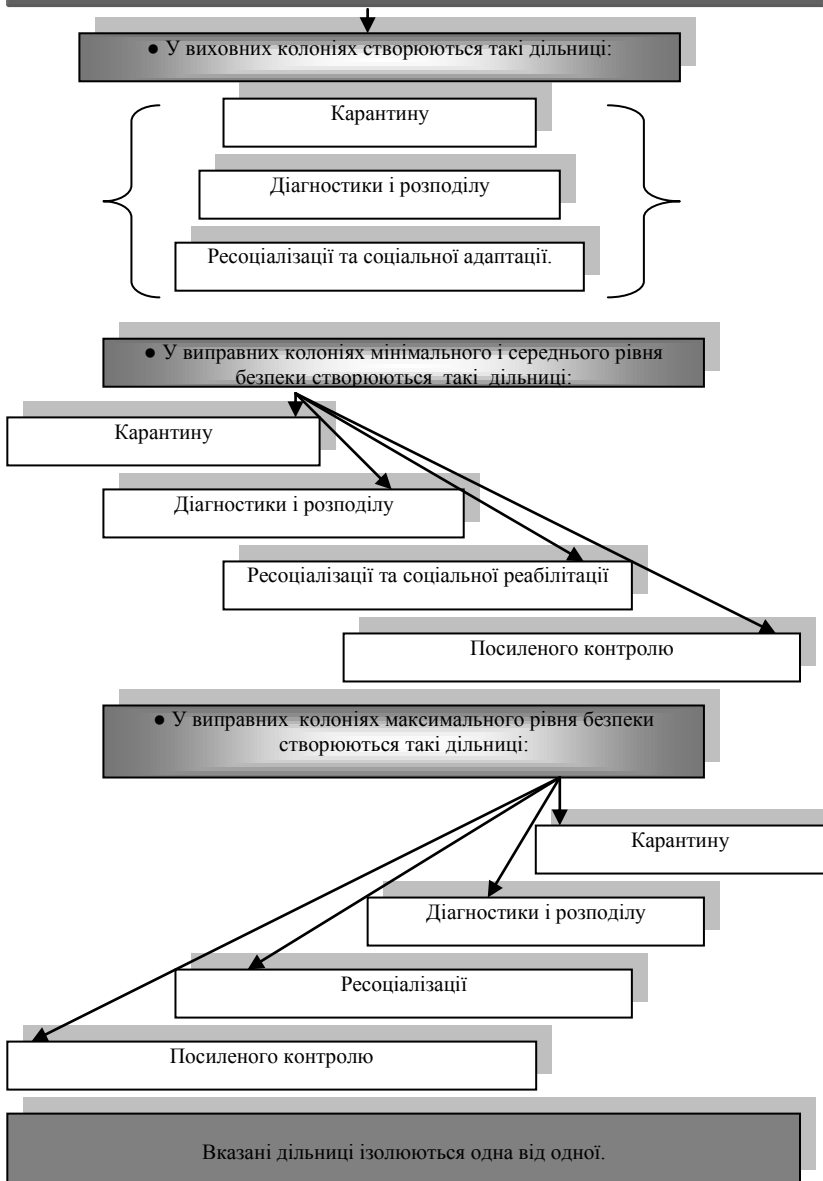 ● У виховних колоніях створюються такі дільниці:
Карантину
Діагностики і розподілу
Ресоціалізації та соціальної адаптації.
● У виправних колоніях мінімального і середнього рівня
безпеки створюються такі дільниці:
Карантину
Діагностики і розподілу
Ресоціалізації та соціальної реабілітації
Посиленого контролю
● У виправних колоніях максимального рівня безпеки
створюються такі дільниці:
Карантину
Діагностики і розподілу
Ресоціалізації
Посиленого контролю
Вказані дільниці ізолюються одна від одної.